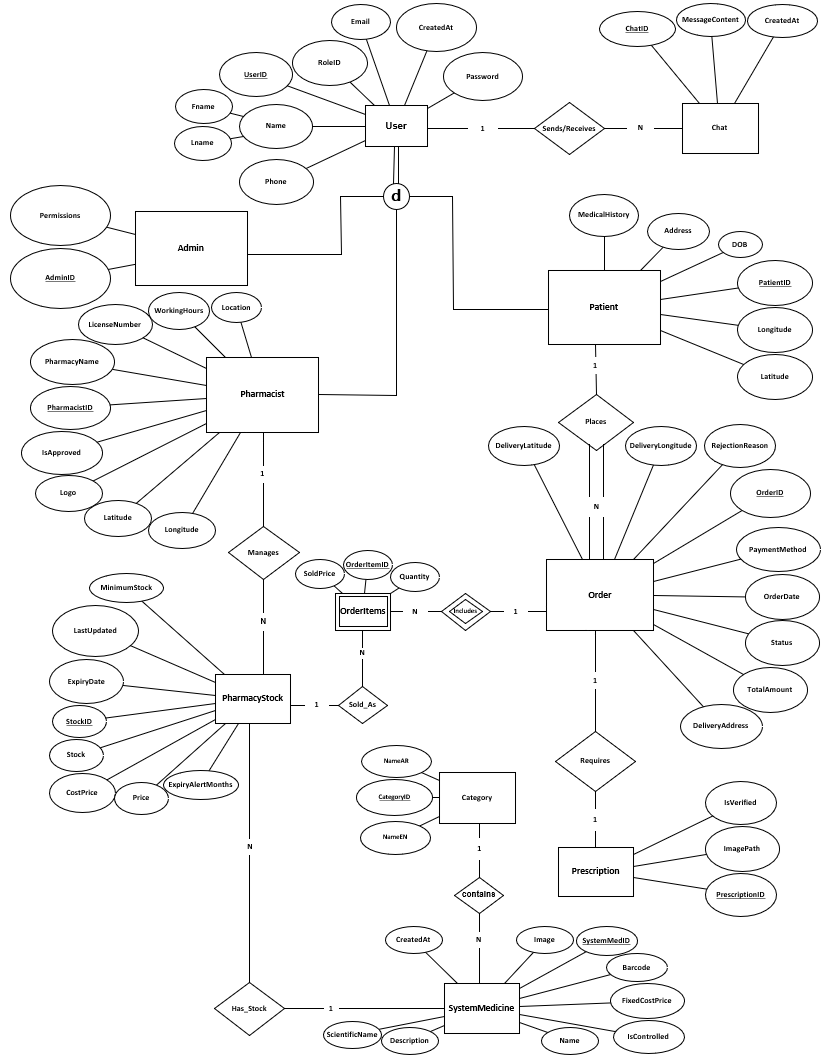 Email
CreatedAt
RoleID
UserID
Password
Fname
Name
Lname
Phone
User
1
Sends/Receives
N
Chat
ChatID
MessageContent
CreatedAt
d
Permissions
AdminID
Admin
MedicalHistory
Address
DOB
PatientID
Longitude
Latitude
Patient
LicenseNumber
WorkingHours
Location
PharmacyName
PharmacistID
IsApproved
Logo
Latitude
Longitude
Pharmacist
1
Manages
N
1
Places
N
DeliveryLatitude
DeliveryLongitude
RejectionReason
OrderID
PaymentMethod
OrderDate
Status
TotalAmount
DeliveryAddress
Order
SoldPrice
OrderItemID
Quantity
OrderItems
N
Includes
1
MinimumStock
LastUpdated
ExpiryDate
StockID
Stock
CostPrice
Price
ExpiryAlertMonths
PharmacyStock
1
Sold_As
N
1
Requires
1
Prescription
IsVerified
ImagePath
PrescriptionID
NameAR
CategoryID
NameEN
Category
1
contains
N
N
Has_Stock
1
CreatedAt
Image
SystemMedID
Barcode
FixedCostPrice
IsControlled
Name
Description
ScientificName
SystemMedicine